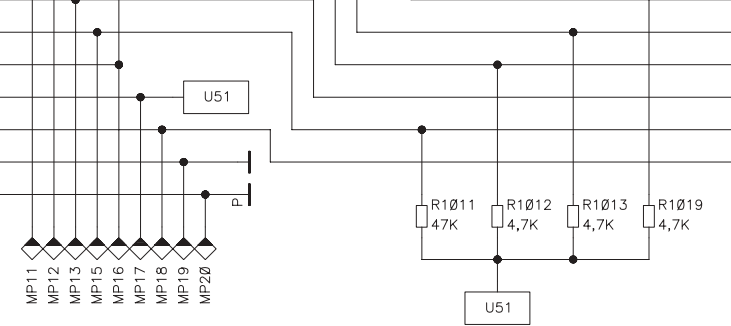 U51
P
R1Ø11
47K
R1Ø12
4,7K
R1Ø13
4,7K
R1Ø19
4,7K
MP11
MP12
MP13
MP15
MP16
MP17
MP18
MP19
MP2Ø
U51